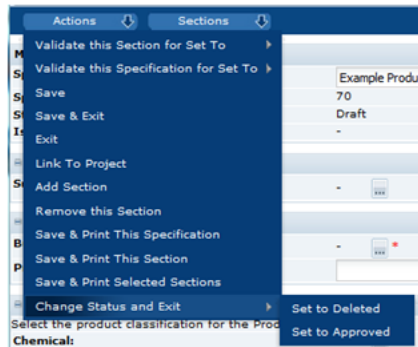 Actions Sections
Validate this Section for Set To
Validate this Specification for Set To
Example Produ
Save
70
Save & Exit
Draft
Exit
-
Link To Project
Add Section
- ...
Remove this Section
Save & Print This Specification
- ... *
Save & Print This Section
Save & Print Selected Sections
Change Status and Exit
Set to Deleted
Set to Approved
Select the product classification for the Prod
Chemical: